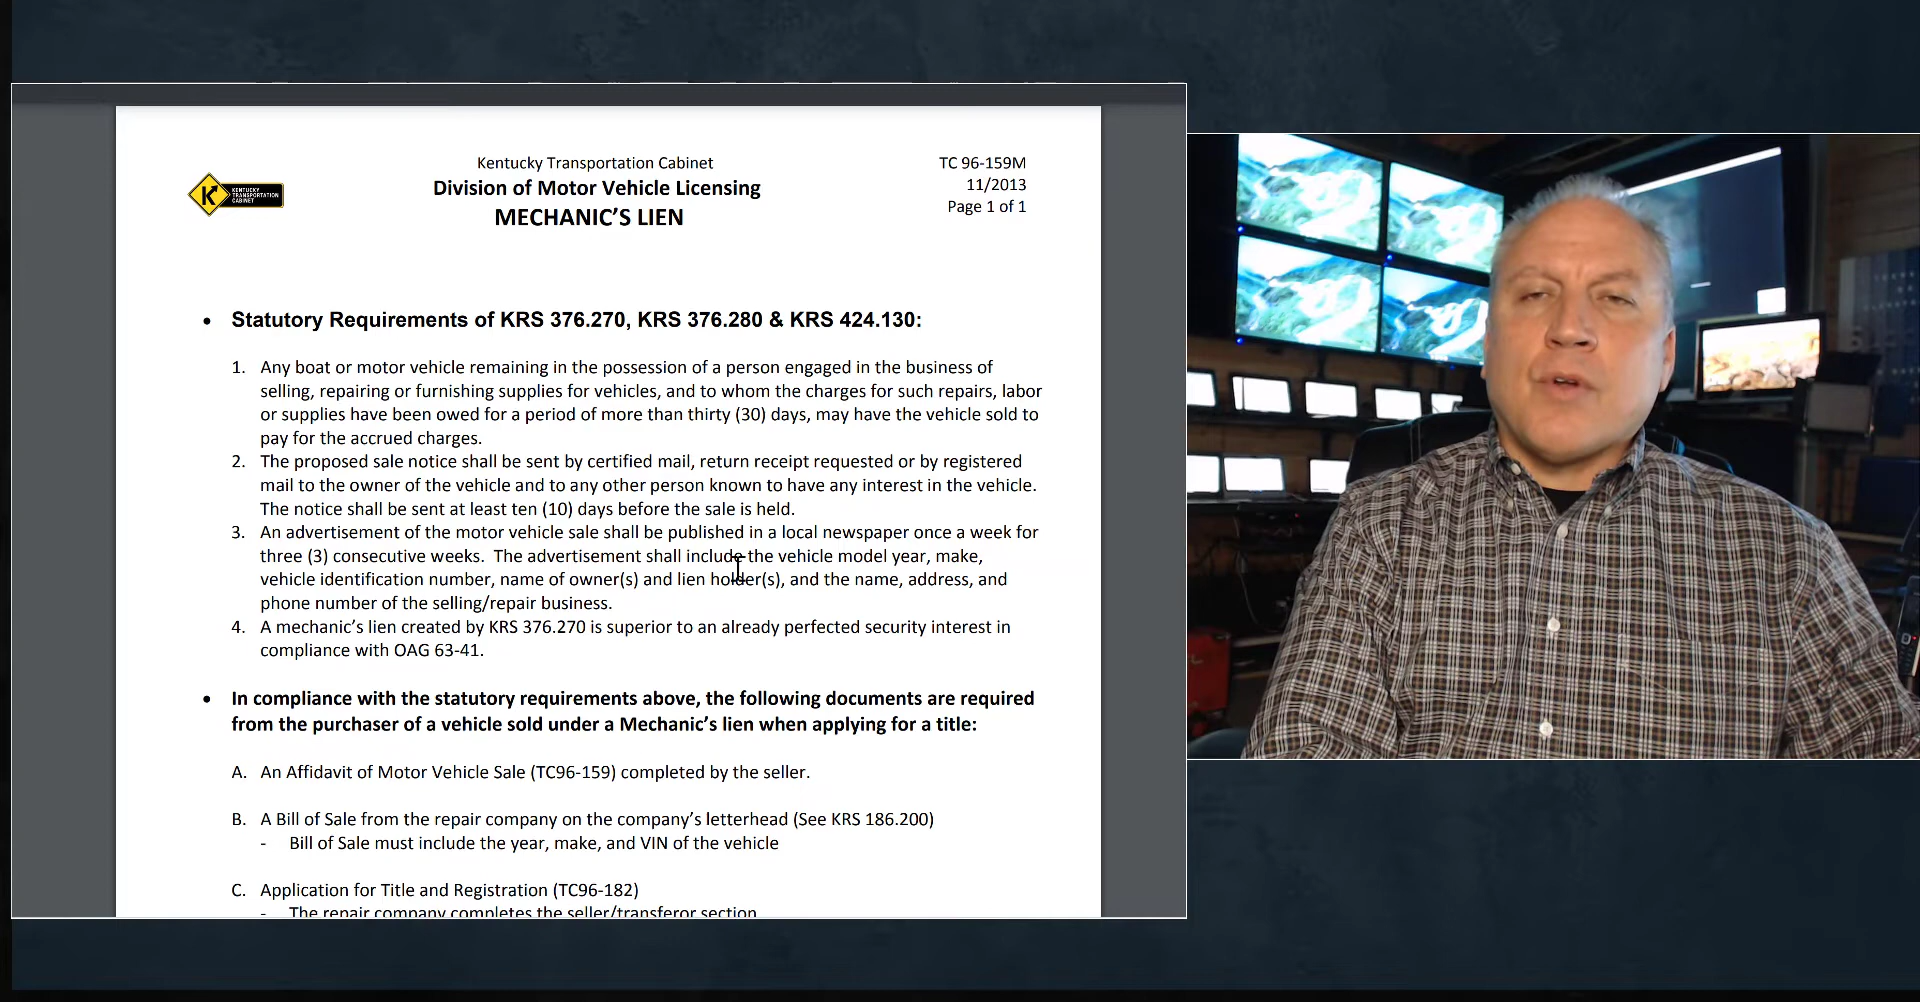 Kentucky Transportation Cabinet
Division of Motor Vehicle Licensing
MECHANIC’S LIEN
TC 96-159M
11/2013
Page 1 of 1
K KENTUCKY
TRANSPORTATION
CABINET
• Statutory Requirements of KRS 376.270, KRS 376.280 & KRS 424.130:
1. Any boat or motor vehicle remaining in the possession of a person engaged in the business of
selling, repairing or furnishing supplies for vehicles, and to whom the charges for such repairs, labor
or supplies have been owed for a period of more than thirty (30) days, may have the vehicle sold to
pay for the accrued charges.
2. The proposed sale notice shall be sent by certified mail, return receipt requested or by registered
mail to the owner of the vehicle and to any other person known to have any interest in the vehicle.
The notice shall be sent at least ten (10) days before the sale is held.
3. An advertisement of the motor vehicle sale shall be published in a local newspaper once a week for
three (3) consecutive weeks. The advertisement shall include the vehicle model year, make,
vehicle identification number, name of owner(s) and lien holder(s), and the name, address, and
phone number of the selling/repair business.
4. A mechanic’s lien created by KRS 376.270 is superior to an already perfected security interest in
compliance with OAG 63-41.
• In compliance with the statutory requirements above, the following documents are required
from the purchaser of a vehicle sold under a Mechanic’s lien when applying for a title:
A. An Affidavit of Motor Vehicle Sale (TC96-159) completed by the seller.
B. A Bill of Sale from the repair company on the company’s letterhead (See KRS 186.200)
- Bill of Sale must include the year, make, and VIN of the vehicle
C. Application for Title and Registration (TC96-182)
- The repair company completes the seller/transferor section